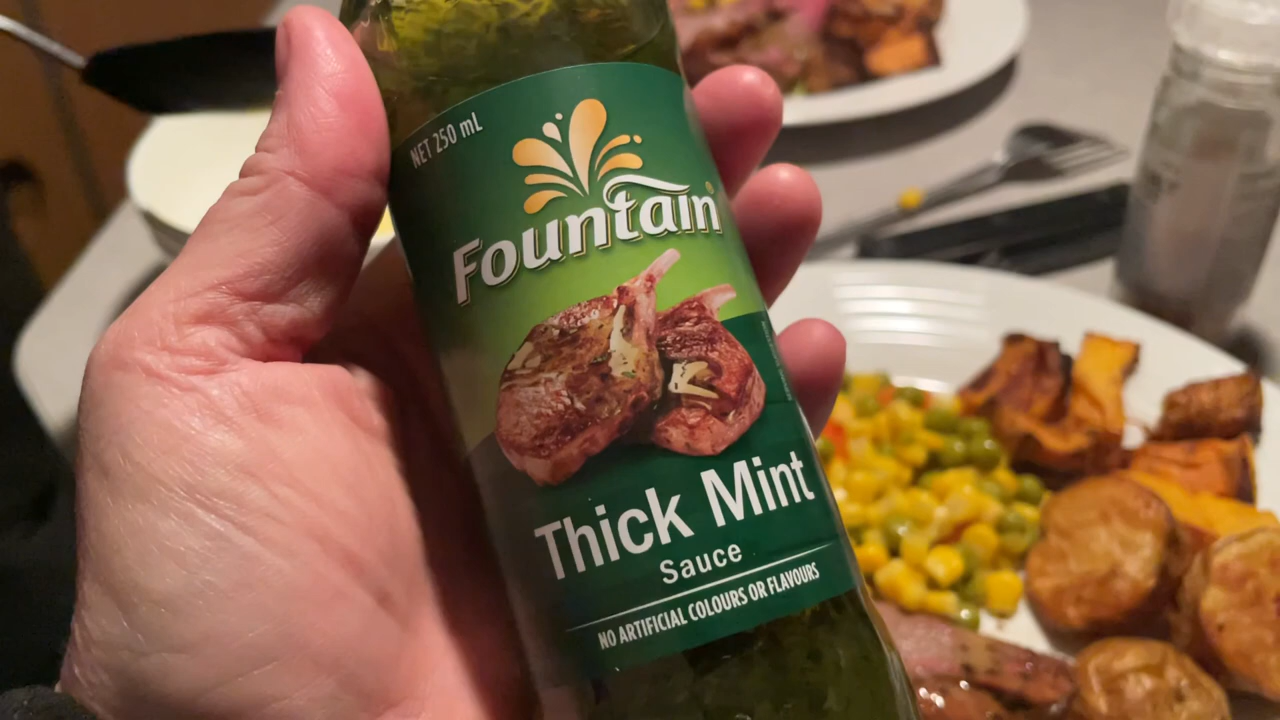 NET 250 mL
Fountain
Thick Mint
Sauce
NO ARTIFICIAL COLOURS OR FLAVOURS